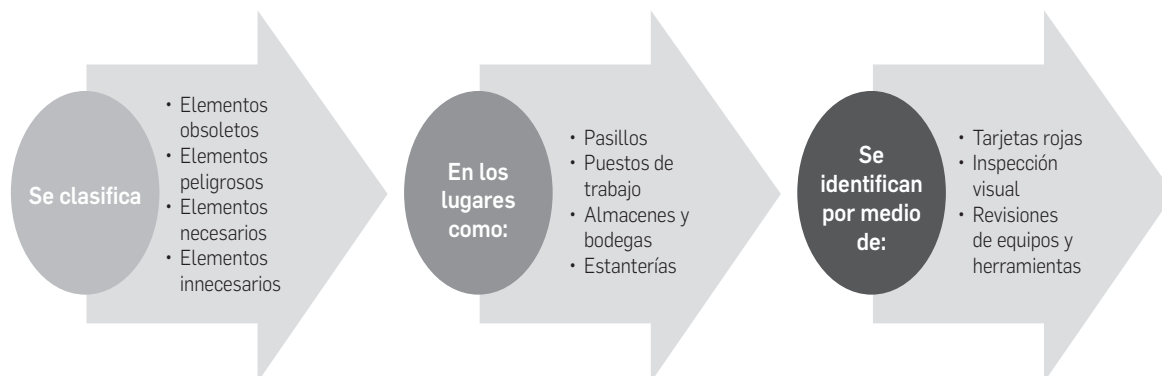 Se clasifica
• Elementos
obsoletos
• Elementos
peligrosos
• Elementos
necesarios
• Elementos
innecesarios
En los
lugares
como:
• Pasillos
• Puestos de
trabajo
• Almacenes y
bodegas
• Estanterías
Se
identifican
por medio
de:
• Tarjetas rojas
• Inspección
visual
• Revisiones
de equipos y
herramientas